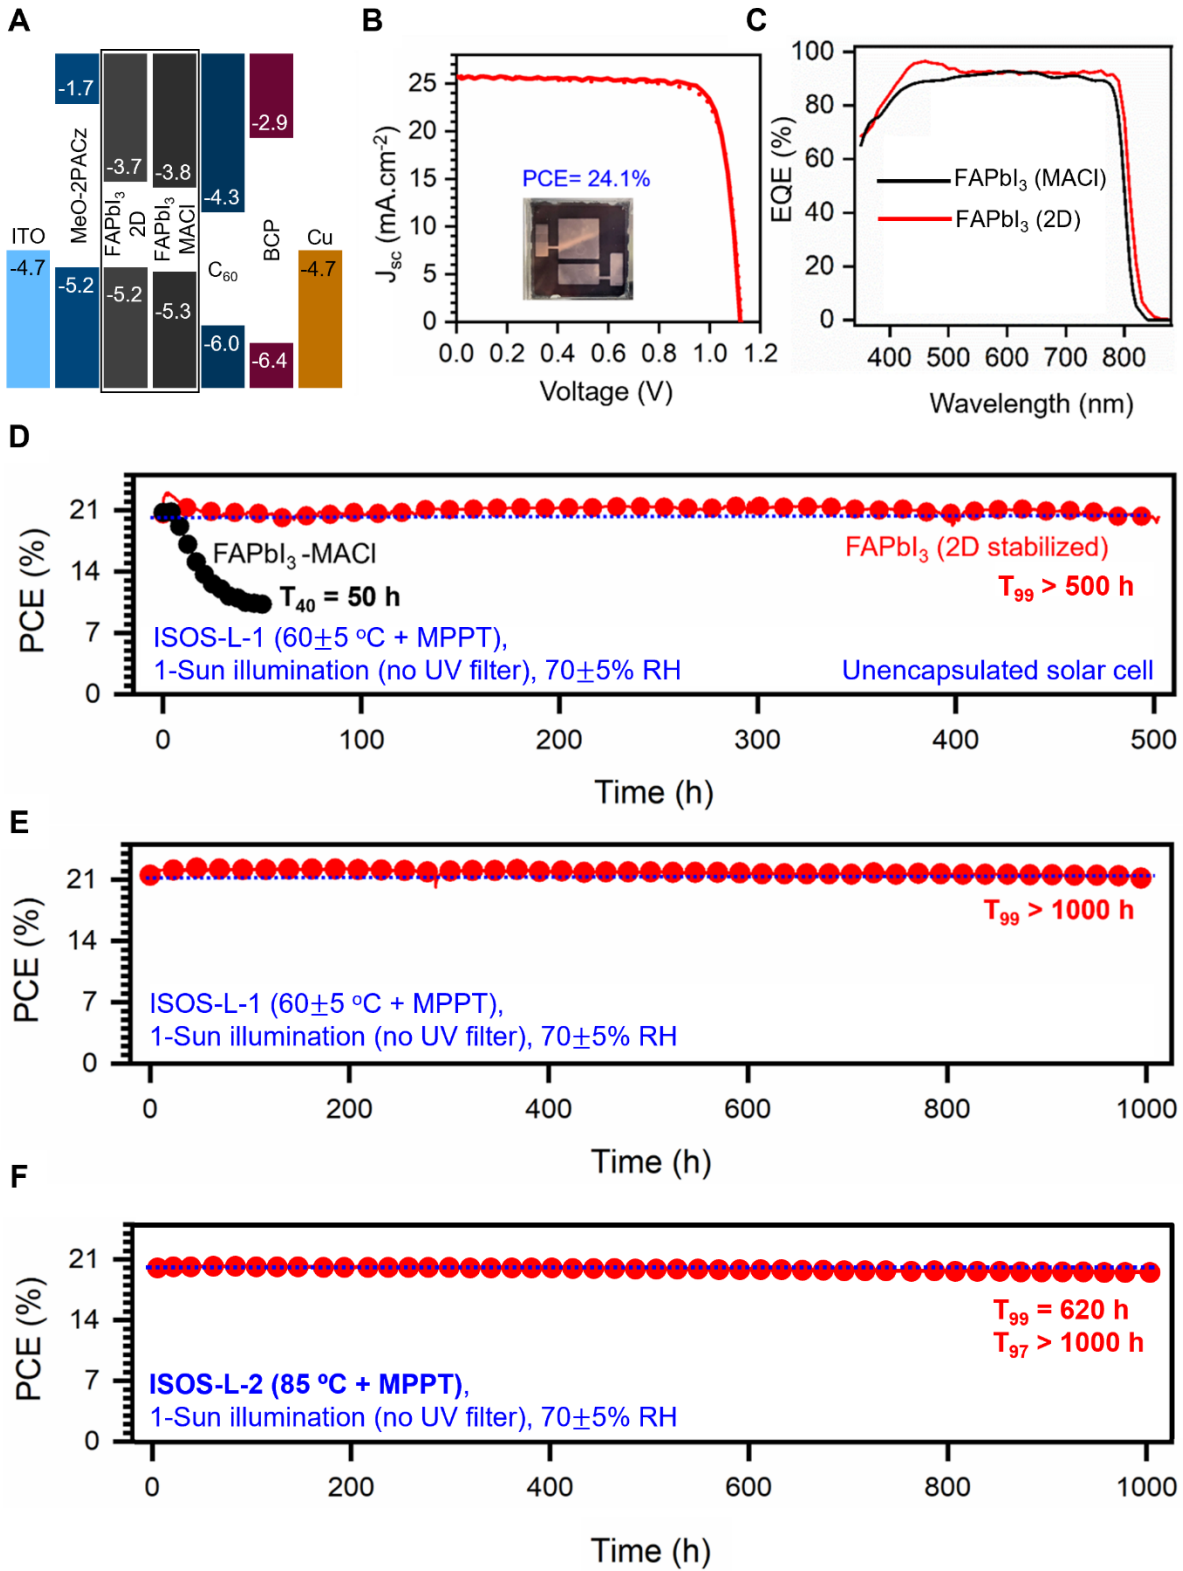 A
-1.7
-2.9
-3.7
-3.8
-4.3
MeO-2PACz
FAPbI₃
2D
FAPbI₃
MACl
ITO
C₆₀
BCP
Cu
-4.7
-5.2
-5.2
-5.3
-6.0
-6.4
-4.7
B
25
20
15
10
5
0
J_sc (mA.cm⁻²)
PCE= 24.1%
0.0 0.2 0.4 0.6 0.8 1.0 1.2
Voltage (V)
C
100
80
60
40
20
0
EQE (%)
FAPbI₃ (MACl)
FAPbI₃ (2D)
400 500 600 700 800
Wavelength (nm)
D
21
14
7
0
PCE (%)
FAPbI₃ -MACl
T₄₀ = 50 h
FAPbI₃ (2D stabilized)
T₉₉ > 500 h
ISOS-L-1 (60±5 ºC + MPPT),
1-Sun illumination (no UV filter), 70±5% RH
Unencapsulated solar cell
0 100 200 300 400 500
Time (h)
E
21
14
7
0
PCE (%)
T₉₉ > 1000 h
ISOS-L-1 (60±5 ºC + MPPT),
1-Sun illumination (no UV filter), 70±5% RH
0 200 400 600 800 1000
Time (h)
F
21
14
7
0
PCE (%)
T₉₉ = 620 h
T₉₇ > 1000 h
ISOS-L-2 (85 ºC + MPPT),
1-Sun illumination (no UV filter), 70±5% RH
0 200 400 600 800 1000
Time (h)